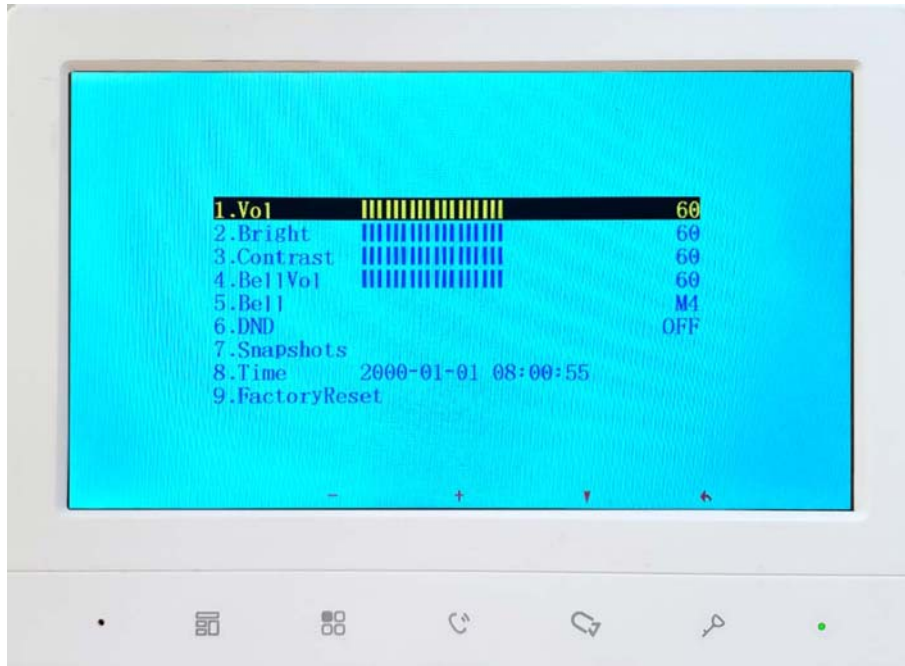 1.Vol 60
2.Bright 60
3.Contrast 60
4.BellVol 60
5.Bell M4
6.DND OFF
7.Snapshots
8.Time 2000-01-01 08:00:55
9.FactoryReset
- +